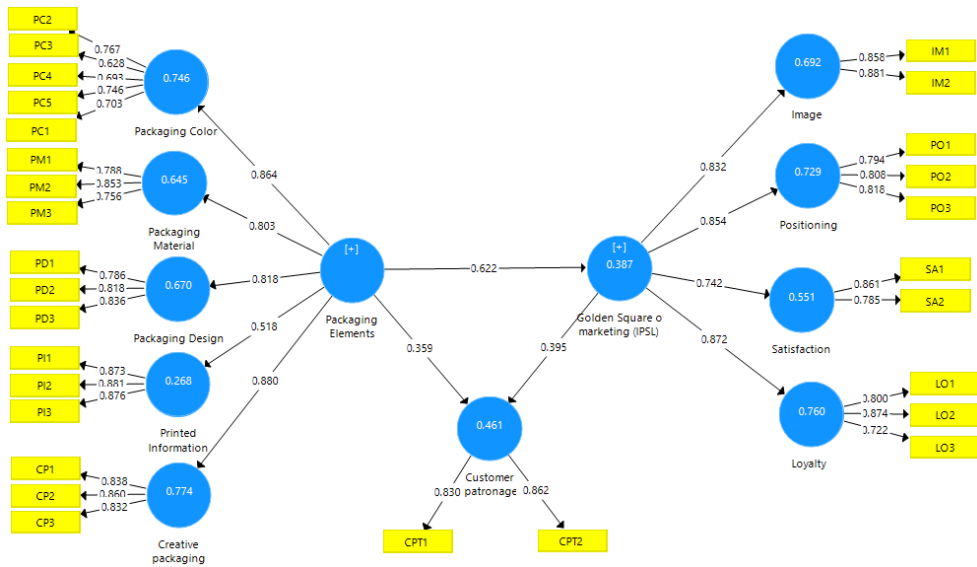 PC2
PC3
PC4
PC5
PC1
0.767
0.628
0.693
0.746
0.703
0.746
Packaging Color
PM1
PM2
PM3
0.788
0.853
0.756
0.645
Packaging
Material
PD1
PD2
PD3
0.786
0.818
0.836
0.670
Packaging Design
PI1
PI2
PI3
0.873
0.881
0.876
0.268
Printed
Information
CP1
CP2
CP3
0.838
0.860
0.832
0.774
Creative
packaging
0.864
0.803
0.818
0.518
0.880
[+]
Packaging
Elements
0.622
0.359
0.395
[+]
0.387
Golden Square o
marketing (IPSL)
0.461
Customer
patronage
0.830
0.862
CPT1
CPT2
0.832
0.854
0.742
0.872
0.692
Image
0.858
0.881
IM1
IM2
0.729
Positioning
0.794
0.808
0.818
PO1
PO2
PO3
0.551
Satisfaction
0.861
0.785
SA1
SA2
0.760
Loyalty
0.800
0.874
0.722
LO1
LO2
LO3